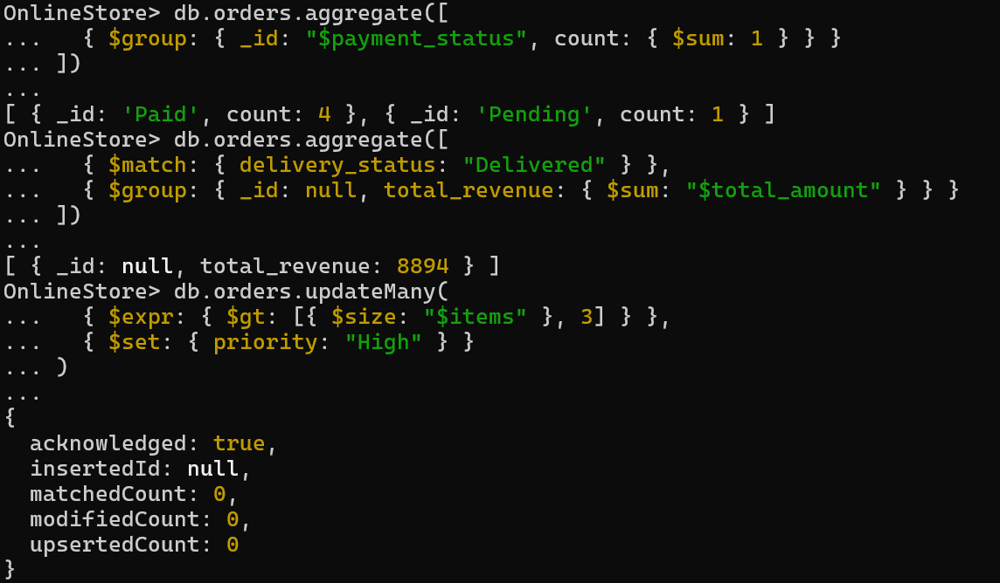 OnlineStore> db.orders.aggregate([
...   { $group: { _id: "$payment_status", count: { $sum: 1 } } }
... ])
...
[ { _id: 'Paid', count: 4 }, { _id: 'Pending', count: 1 } ]
OnlineStore> db.orders.aggregate([
...   { $match: { delivery_status: "Delivered" } },
...   { $group: { _id: null, total_revenue: { $sum: "$total_amount" } } }
... ])
...
[ { _id: null, total_revenue: 8894 } ]
OnlineStore> db.orders.updateMany(
...   { $expr: { $gt: [{ $size: "$items" }, 3] } },
...   { $set: { priority: "High" } }
... )
...
{
  acknowledged: true,
  insertedId: null,
  matchedCount: 0,
  modifiedCount: 0,
  upsertedCount: 0
}